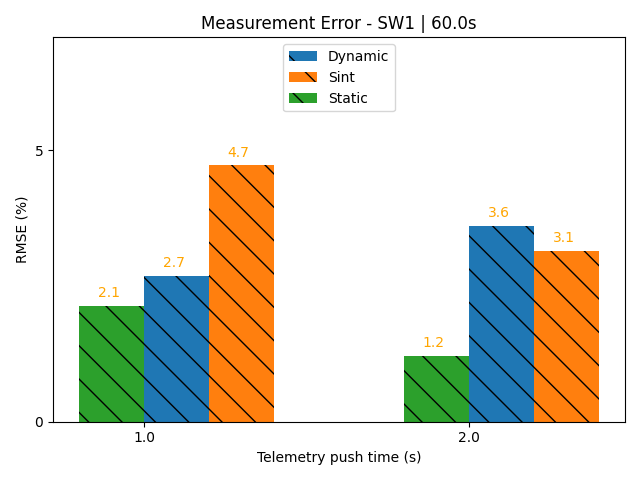 Measurement Error - SW1 | 60.0s
Dynamic
Sint
Static
RMSE (%)
5
0
2.1
2.7
4.7
1.2
3.6
3.1
1.0
2.0
Telemetry push time (s)